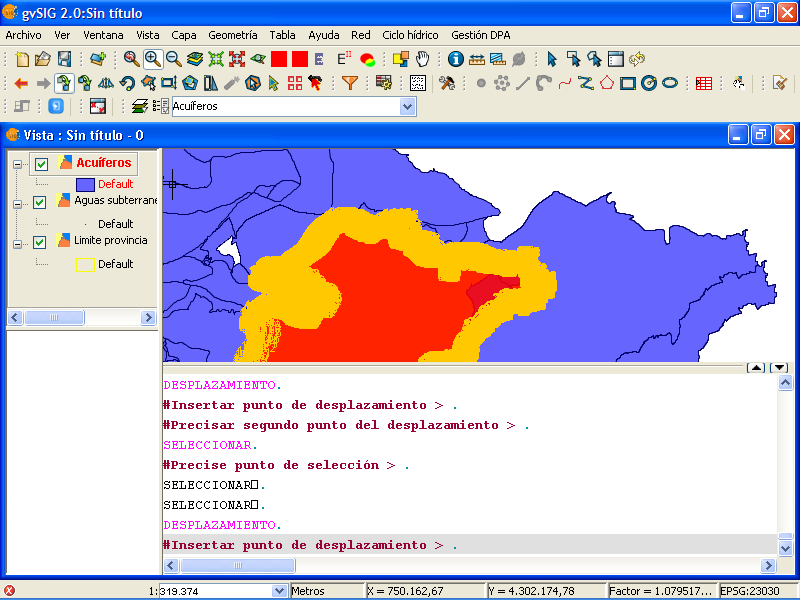 gvSIG 2.0:Sin título
Archivo Ver Ventana Vista Capa Geometría Tabla Ayuda Red Ciclo hídrico Gestión DPA
Acuíferos
Vista : Sin título - 0
Acuíferos
Default
Aguas subterrane
Default
Limite provincia
Default
DESPLAZAMIENTO.
#Insertar punto de desplazamiento > .
#Precisar segundo punto del desplazamiento > .
SELECCIONAR.
#Precise punto de selección > .
SELECCIONAR▯.
SELECCIONAR▯.
DESPLAZAMIENTO.
#Insertar punto de desplazamiento > .
1:319.374 Metros X = 750.162,67 Y = 4.302.174,78 Factor = 1.079517... EPSG:23030